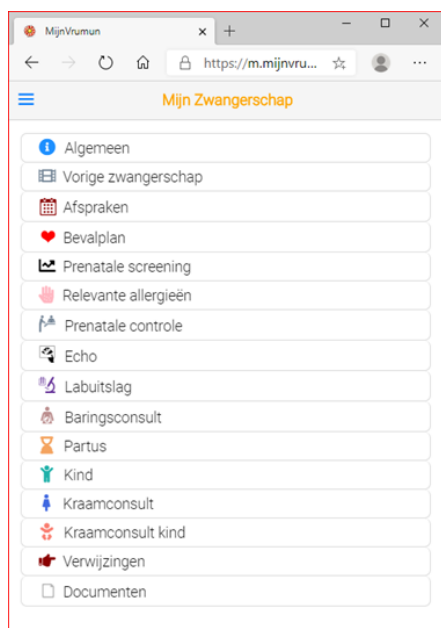 MijnVrumun
https://m.mijnvru...
Mijn Zwangerschap
Algemeen
Vorige zwangerschap
Afspraken
Bevalplan
Prenatale screening
Relevante allergieën
Prenatale controle
Echo
Labuitslag
Baringsconsult
Partus
Kind
Kraamconsult
Kraamconsult kind
Verwijzingen
Documenten